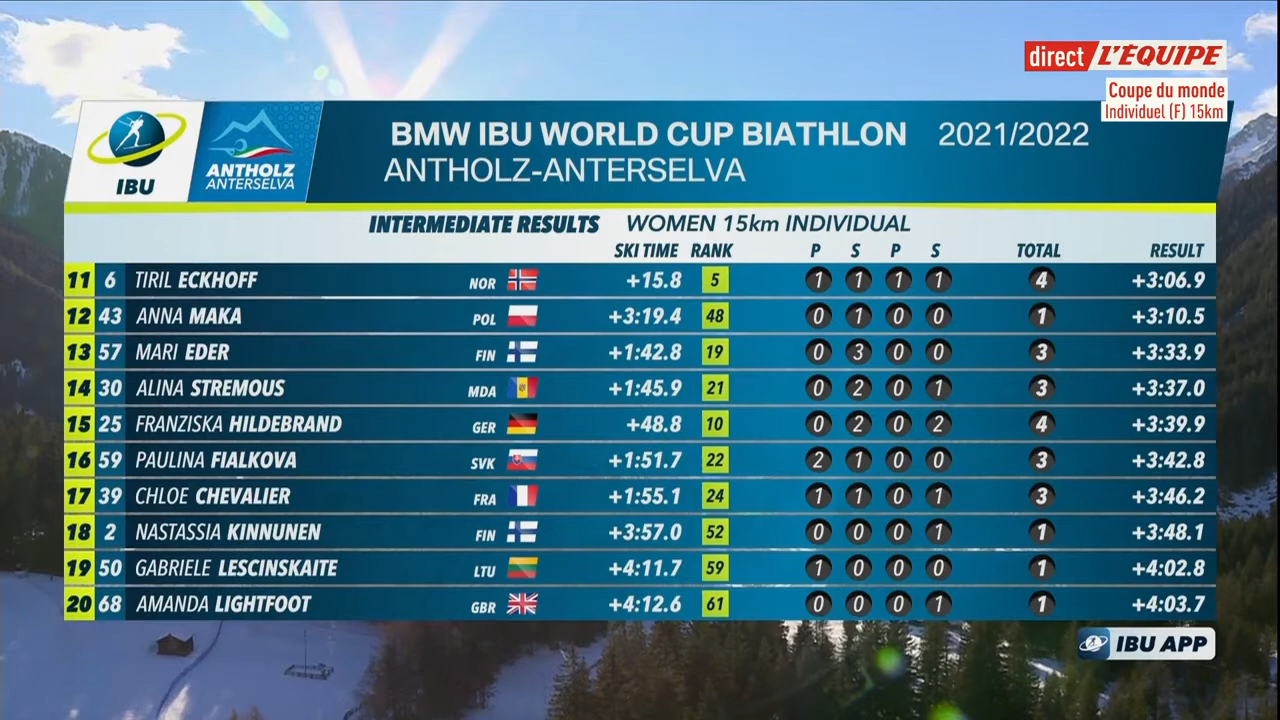 direct L'ÉQUIPE
Coupe du monde
Individuel (F) 15km
IBU
ANTHOLZ
ANTERSELVA
BMW IBU WORLD CUP BIATHLON 2021/2022
ANTHOLZ-ANTERSELVA
INTERMEDIATE RESULTS WOMEN 15km INDIVIDUAL
SKI TIME RANK P S P S TOTAL RESULT
11 6 TIRIL ECKHOFF NOR +15.8 5 1 1 1 1 4 +3:06.9
12 43 ANNA MAKA POL +3:19.4 48 0 1 0 0 1 +3:10.5
13 57 MARI EDER FIN +1:42.8 19 0 3 0 0 3 +3:33.9
14 30 ALINA STREMOUS MDA +1:45.9 21 0 2 0 1 3 +3:37.0
15 25 FRANZISKA HILDEBRAND GER +48.8 10 0 2 0 2 4 +3:39.9
16 59 PAULINA FIALKOVA SVK +1:51.7 22 2 1 0 0 3 +3:42.8
17 39 CHLOE CHEVALIER FRA +1:55.1 24 1 1 0 1 3 +3:46.2
18 2 NASTASSIA KINNUNEN FIN +3:57.0 52 0 0 0 1 1 +3:48.1
19 50 GABRIELE LESCINSKAITE LTU +4:11.7 59 1 0 0 0 1 +4:02.8
20 68 AMANDA LIGHTFOOT GBR +4:12.6 61 0 0 0 1 1 +4:03.7
IBU APP